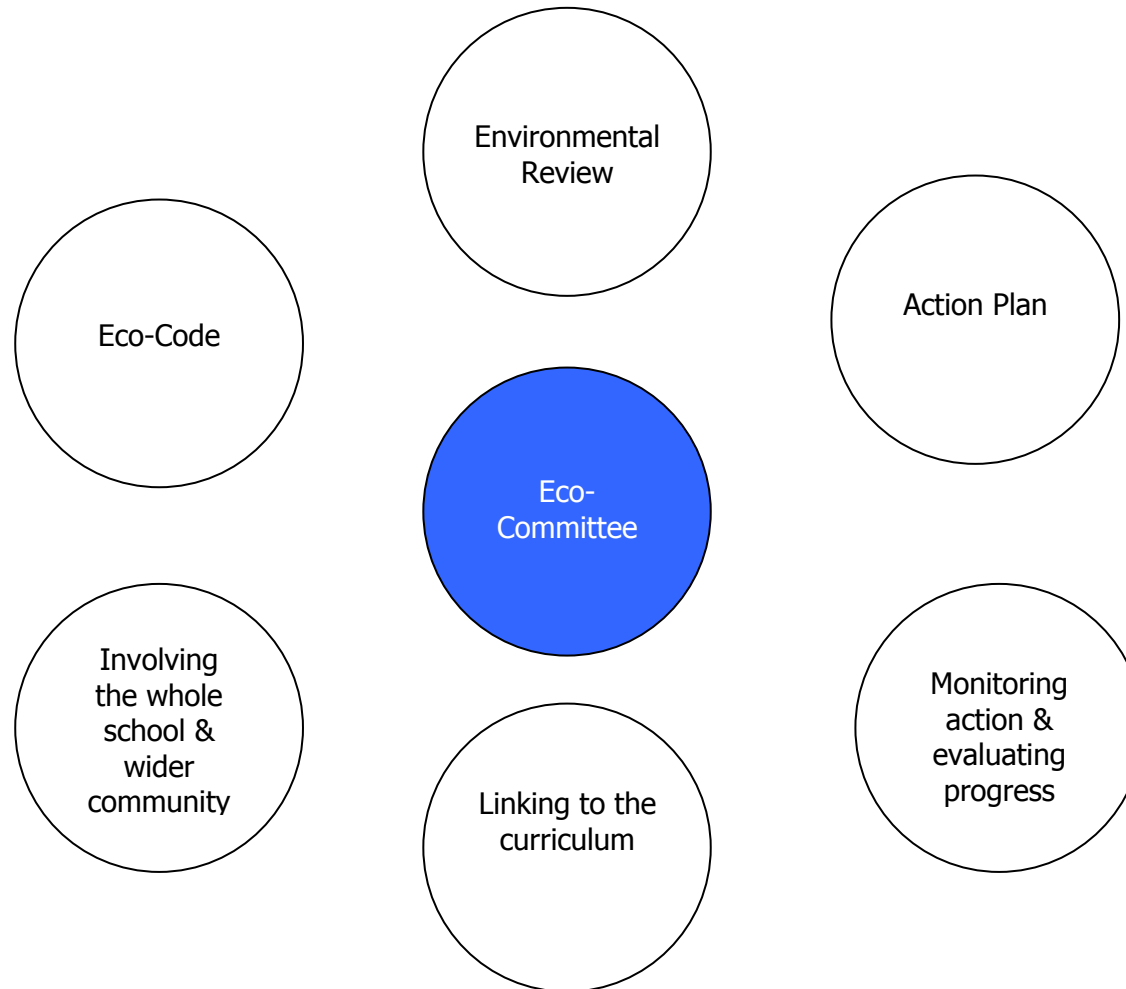 Environmental
Review
Action Plan
Eco-Code
Eco-
Committee
Involving
the whole
school &
wider
community
Monitoring
action &
evaluating
progress
Linking to the
curriculum